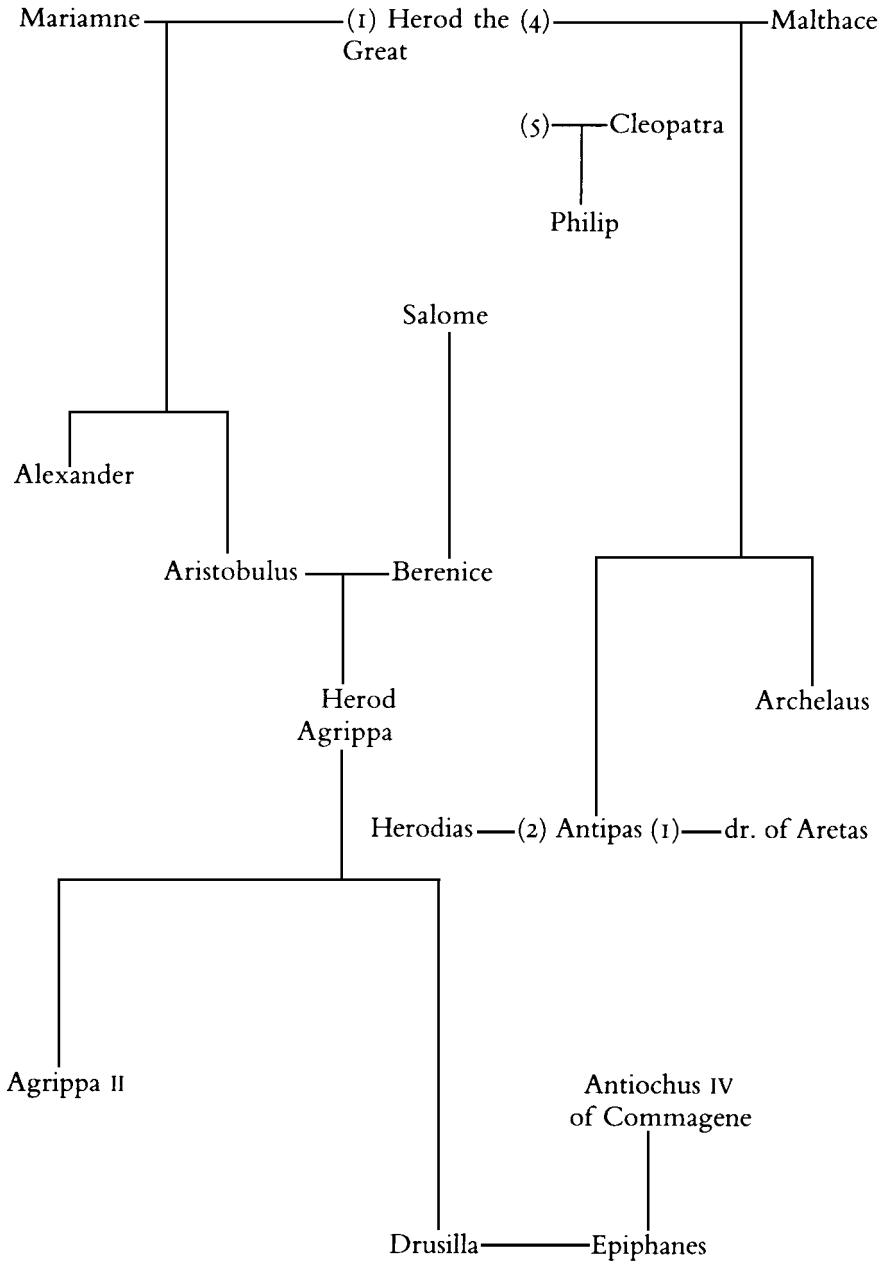 Mariamne (1) Herod the (4) Malthace
Great
(5) Cleopatra
Philip
Salome
Alexander
Aristobulus Berenice
Herod
Agrippa
Archelaus
Herodias (2) Antipas (1) dr. of Aretas
Agrippa II
Antiochus IV
of Commagene
Drusilla Epiphanes